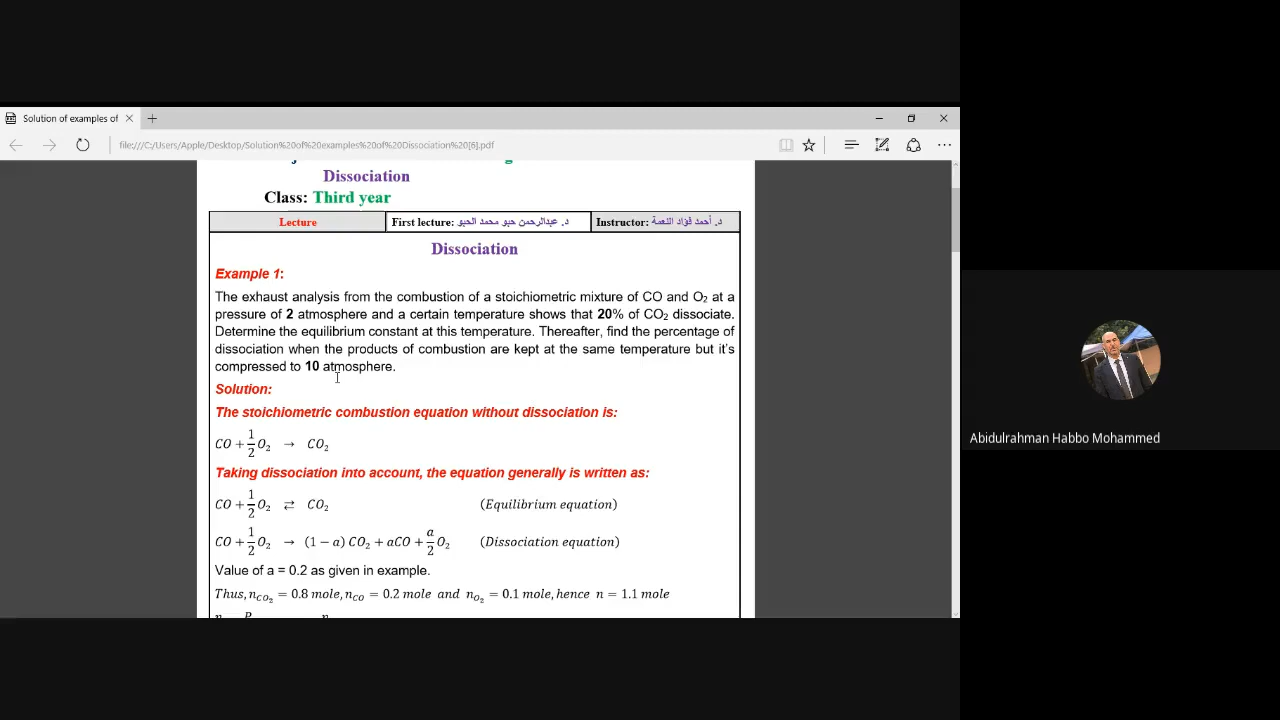 Solution of examples of
file:///C:/Users/Apple/Desktop/Solution%20of%20examples%20of%20Dissociation%20[6].pdf
Dissociation
Class: Third year
Lecture
First lecture: د. عبدالرحمن حبو محمد الحبو
Instructor: د. أحمد فؤاد النعمة
Dissociation
Example 1:
The exhaust analysis from the combustion of a stoichiometric mixture of CO and O₂ at a
pressure of 2 atmosphere and a certain temperature shows that 20% of CO₂ dissociate.
Determine the equilibrium constant at this temperature. Thereafter, find the percentage of
dissociation when the products of combustion are kept at the same temperature but it's
compressed to 10 atmosphere.
Solution:
The stoichiometric combustion equation without dissociation is:
CO + 1/2 O₂ → CO₂
Taking dissociation into account, the equation generally is written as:
CO + 1/2 O₂ ⇄ CO₂ (Equilibrium equation)
CO + 1/2 O₂ → (1 − a) CO₂ + aCO + a/2 O₂ (Dissociation equation)
Value of a = 0.2 as given in example.
Thus, n_CO₂ = 0.8 mole, n_CO = 0.2 mole and n_O₂ = 0.1 mole, hence n = 1.1 mole
Abidulrahman Habbo Mohammed